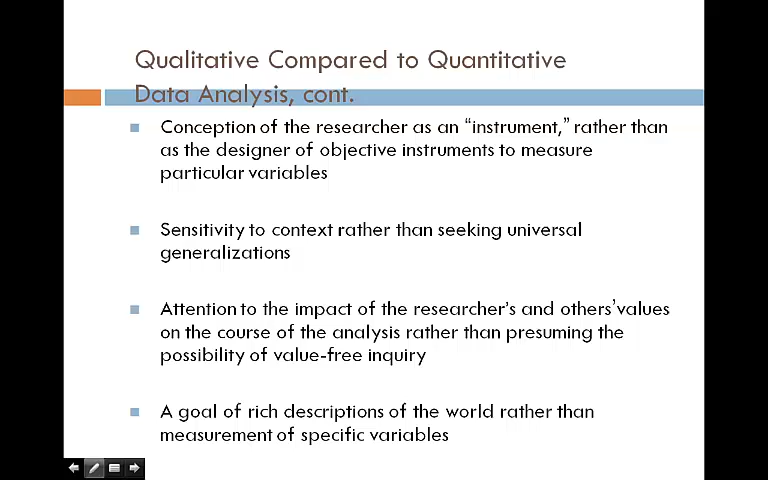 Qualitative Compared to Quantitative
Data Analysis, cont.
Conception of the researcher as an “instrument,” rather than
as the designer of objective instruments to measure
particular variables
Sensitivity to context rather than seeking universal
generalizations
Attention to the impact of the researcher’s and others’values
on the course of the analysis rather than presuming the
possibility of value-free inquiry
A goal of rich descriptions of the world rather than
measurement of specific variables